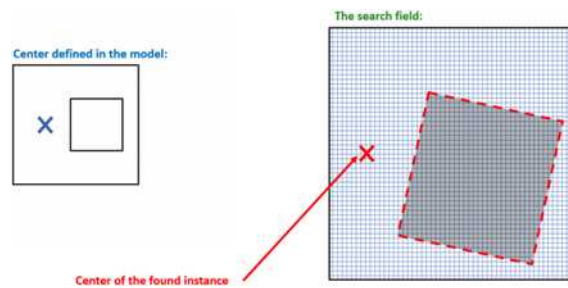 The search field:
Center defined in the model:
Center of the found instance